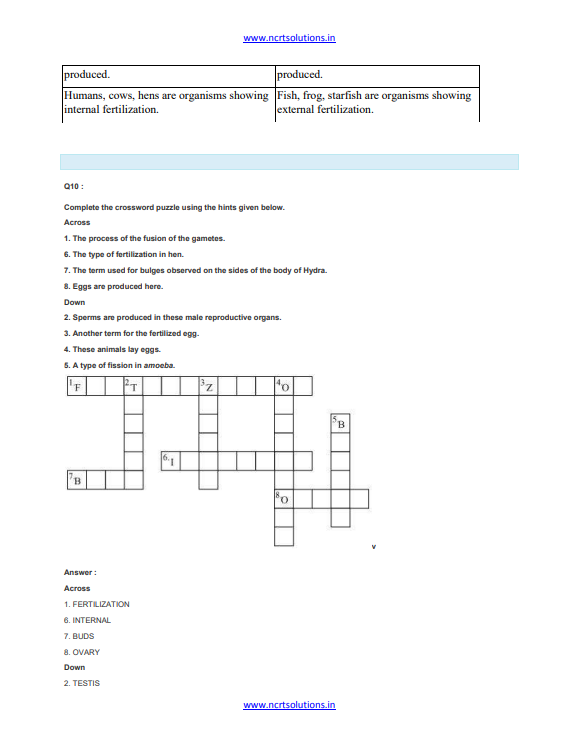 www.ncrtsolutions.in
produced. produced.
Humans, cows, hens are organisms showing Fish, frog, starfish are organisms showing
internal fertilization. external fertilization.
Q10 :
Complete the crossword puzzle using the hints given below.
Across
1. The process of the fusion of the gametes.
6. The type of fertilization in hen.
7. The term used for bulges observed on the sides of the body of Hydra.
8. Eggs are produced here.
Down
2. Sperms are produced in these male reproductive organs.
3. Another term for the fertilized egg.
4. These animals lay eggs.
5. A type of fission in amoeba.
1F 2T 3Z 4O
5B
6.I
7B
8O
v
Answer :
Across
1. FERTILIZATION
6. INTERNAL
7. BUDS
8. OVARY
Down
2. TESTIS
www.ncrtsolutions.in